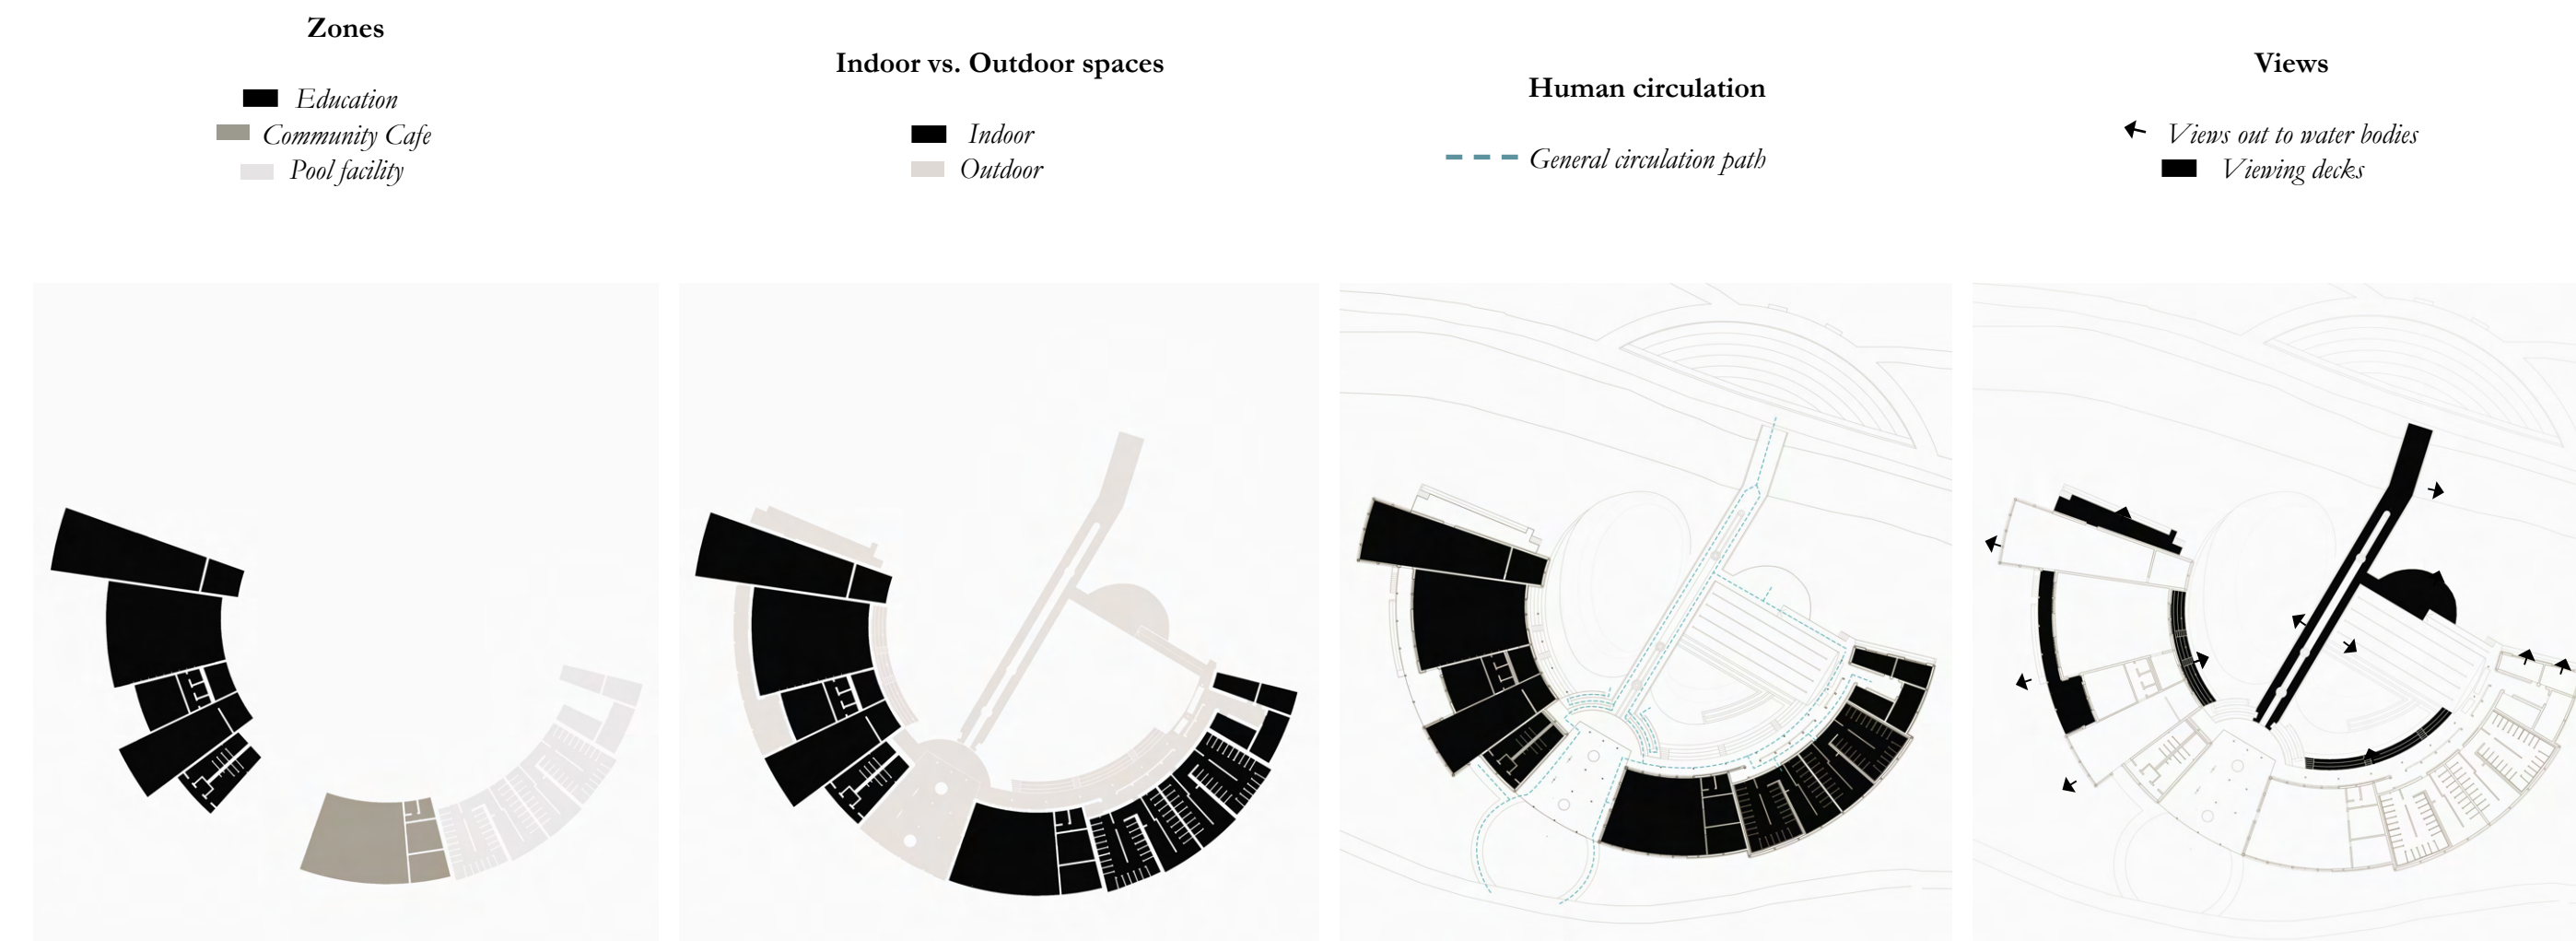 Zones
Education
Community Cafe
Pool facility
Indoor vs. Outdoor spaces
Indoor
Outdoor
Human circulation
General circulation path
Views
Views out to water bodies
Viewing decks